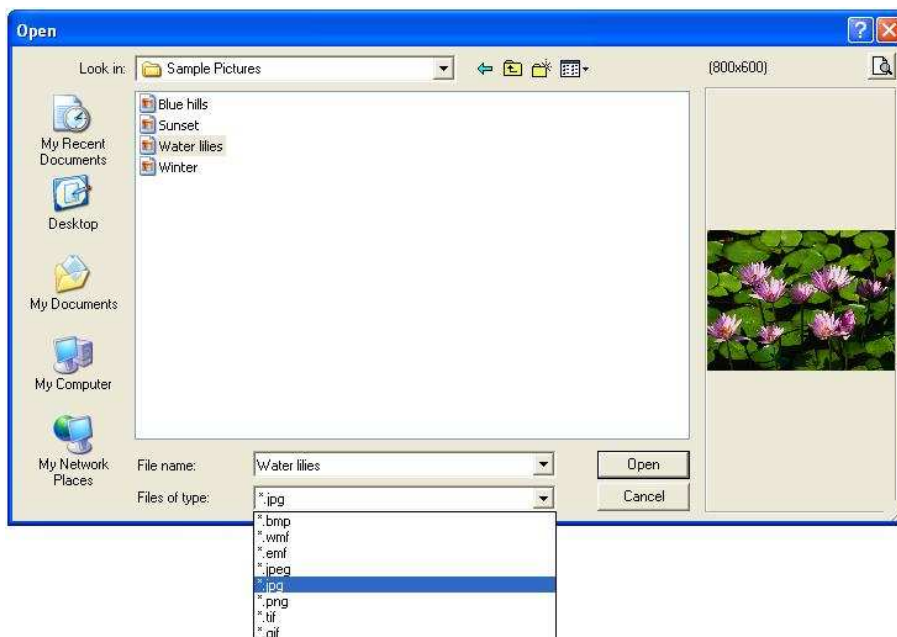 Open
Look in: Sample Pictures
(800x600)
My Recent
Documents
Desktop
My Documents
My Computer
My Network
Places
Blue hills
Sunset
Water lilies
Winter
File name: Water lilies
Open
Files of type: *.jpg
Cancel
*.bmp
*.wmf
*.emf
*.jpeg
*.jpg
*.png
*.tif
*.gif